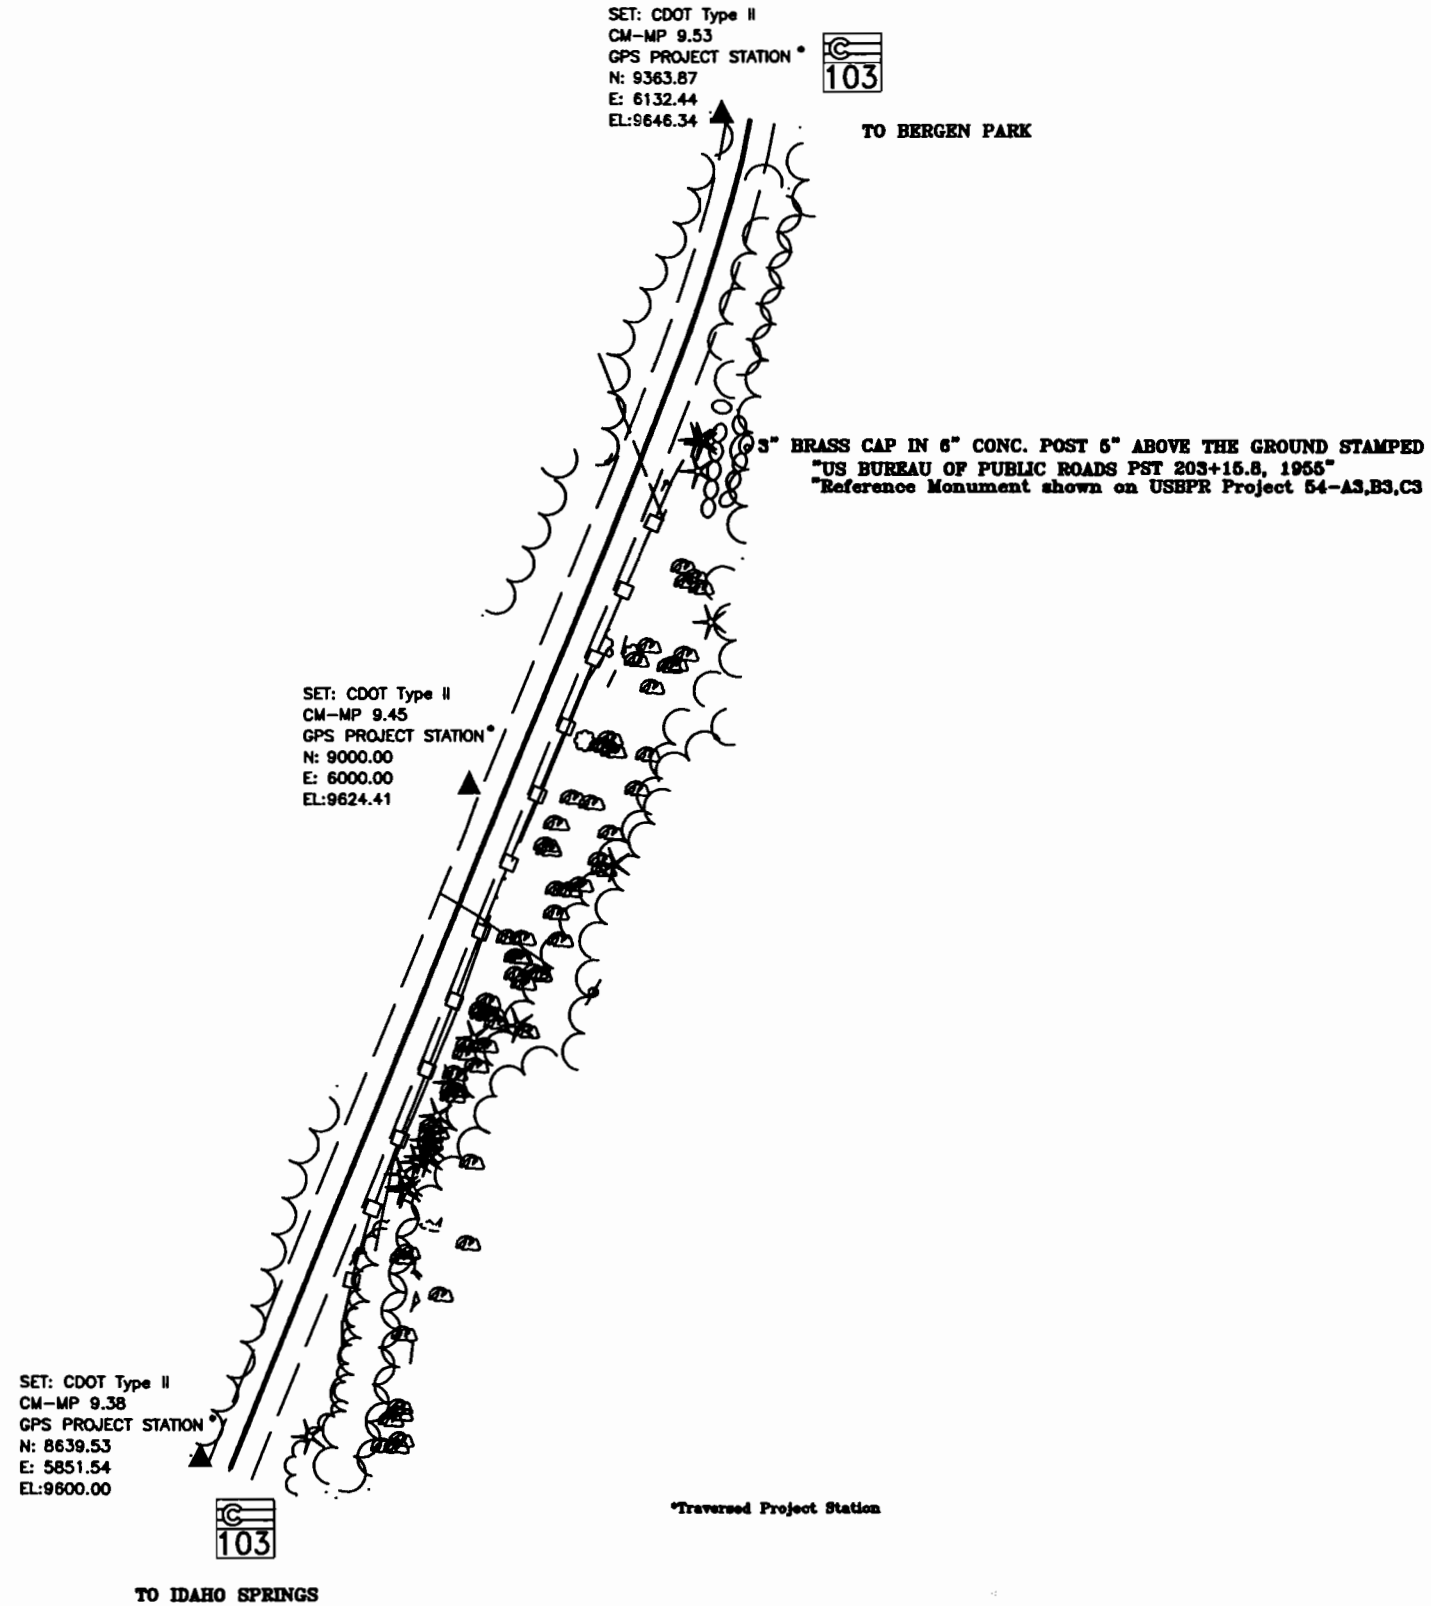 SET: CDOT Type II
CM-MP 9.53
GPS PROJECT STATION *
N: 9363.87
E: 6132.44
EL:9646.34
C
103
TO BERGEN PARK
3" BRASS CAP IN 6" CONC. POST 5" ABOVE THE GROUND STAMPED
"US BUREAU OF PUBLIC ROADS PST 203+15.8, 1955"
"Reference Monument shown on USBPR Project 54-A3,B3,C3
SET: CDOT Type II
CM-MP 9.45
GPS PROJECT STATION*
N: 9000.00
E: 6000.00
EL:9624.41
SET: CDOT Type II
CM-MP 9.38
GPS PROJECT STATION *
N: 8639.53
E: 5851.54
EL:9600.00
*Traversed Project Station
C
103
TO IDAHO SPRINGS